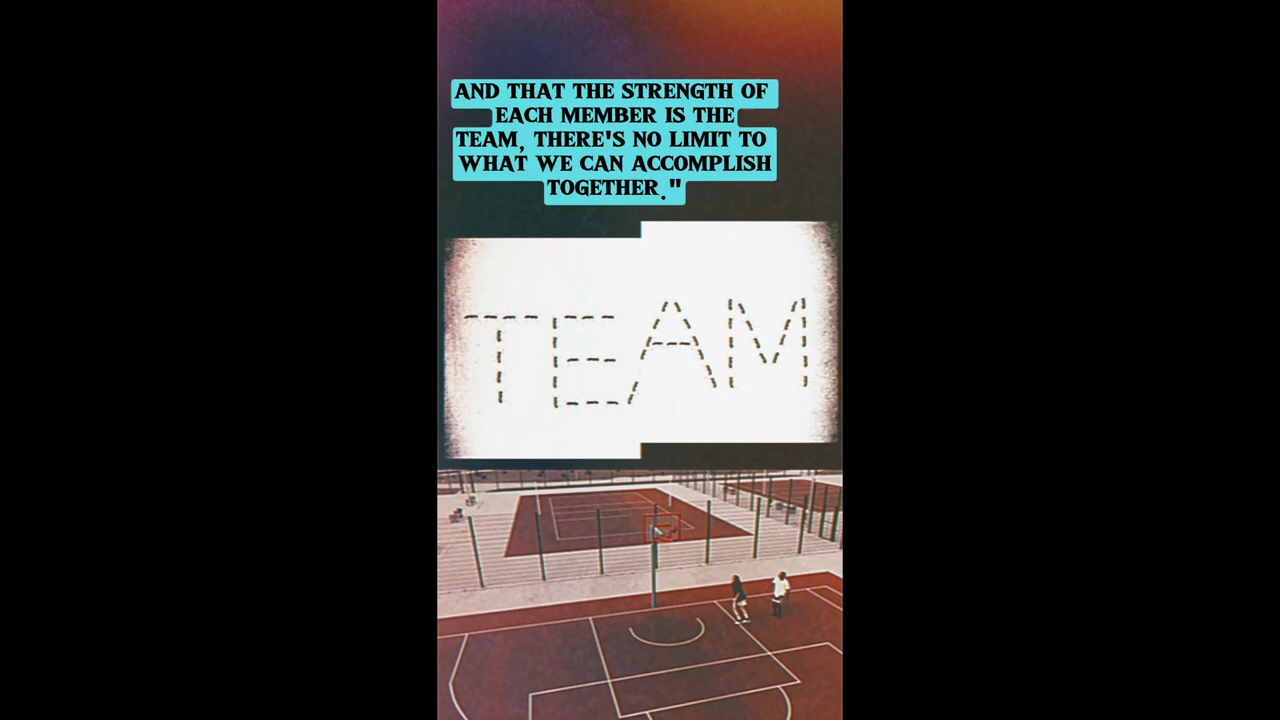 AND THAT THE STRENGTH OF
EACH MEMBER IS THE
TEAM, THERE'S NO LIMIT TO
WHAT WE CAN ACCOMPLISH
TOGETHER."
TEAM